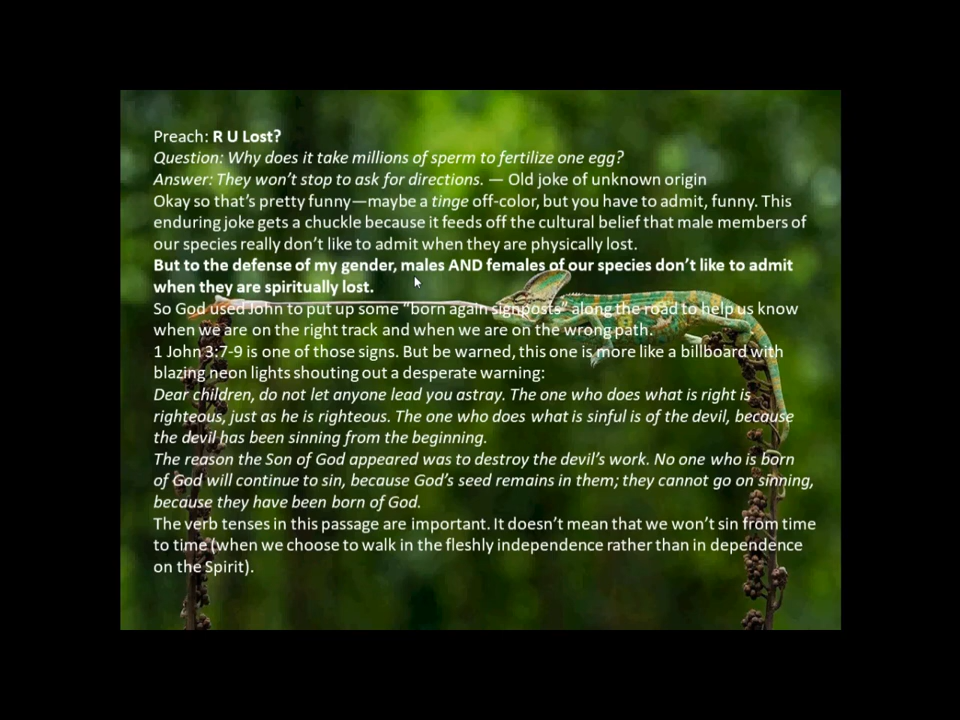 Preach: R U Lost?
Question: Why does it take millions of sperm to fertilize one egg?
Answer: They won’t stop to ask for directions. — Old joke of unknown origin
Okay so that’s pretty funny—maybe a tinge off-color, but you have to admit, funny. This
enduring joke gets a chuckle because it feeds off the cultural belief that male members of
our species really don’t like to admit when they are physically lost.
But to the defense of my gender, males AND females of our species don’t like to admit
when they are spiritually lost.
So God used John to put up some “born again signposts” along the road to help us know
when we are on the right track and when we are on the wrong path.
1 John 3:7-9 is one of those signs. But be warned, this one is more like a billboard with
blazing neon lights shouting out a desperate warning:
Dear children, do not let anyone lead you astray. The one who does what is right is
righteous, just as he is righteous. The one who does what is sinful is of the devil, because
the devil has been sinning from the beginning.
The reason the Son of God appeared was to destroy the devil’s work. No one who is born
of God will continue to sin, because God’s seed remains in them; they cannot go on sinning,
because they have been born of God.
The verb tenses in this passage are important. It doesn’t mean that we won’t sin from time
to time (when we choose to walk in the fleshly independence rather than in dependence
on the Spirit).